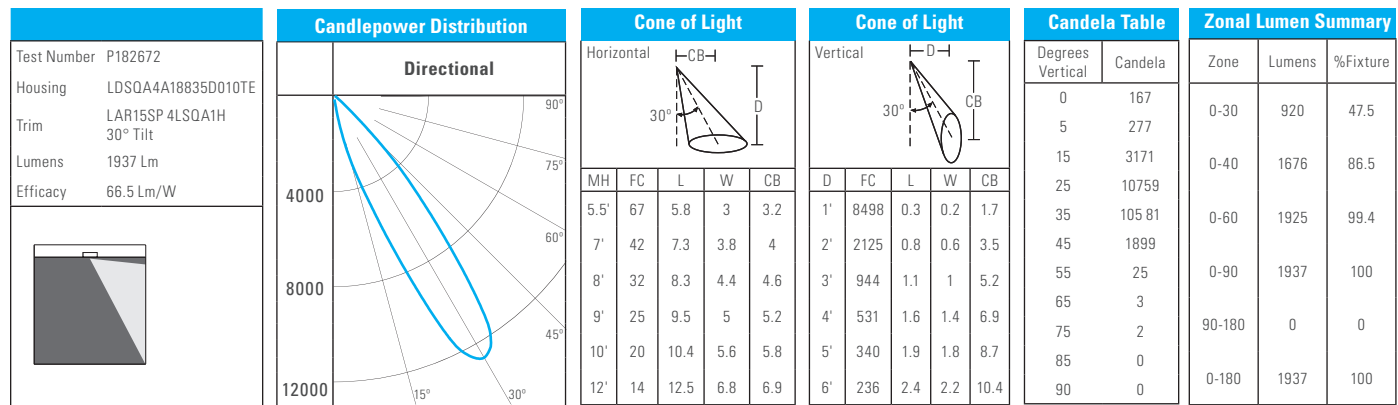 Test Number P182672
Housing LDSQA4A18835D010TE
Trim LAR15SP 4LSQA1H
30° Tilt
Lumens 1937 Lm
Efficacy 66.5 Lm/W
Candlepower Distribution
Directional
90°
75°
4000
60°
8000
45°
12000
15°
30°
Cone of Light
Horizontal
CB
30°
D
MH FC L W CB
5.5' 67 5.8 3 3.2
7' 42 7.3 3.8 4
8' 32 8.3 4.4 4.6
9' 25 9.5 5 5.2
10' 20 10.4 5.6 5.8
12' 14 12.5 6.8 6.9
Cone of Light
Vertical
D
30°
CB
D FC L W CB
1' 8498 0.3 0.2 1.7
2' 2125 0.8 0.6 3.5
3' 944 1.1 1 5.2
4' 531 1.6 1.4 6.9
5' 340 1.9 1.8 8.7
6' 236 2.4 2.2 10.4
Candela Table
Degrees
Vertical
Candela
0 167
5 277
15 3171
25 10759
35 105 81
45 1899
55 25
65 3
75 2
85 0
90 0
Zonal Lumen Summary
Zone Lumens %Fixture
0-30 920 47.5
0-40 1676 86.5
0-60 1925 99.4
0-90 1937 100
90-180 0 0
0-180 1937 100